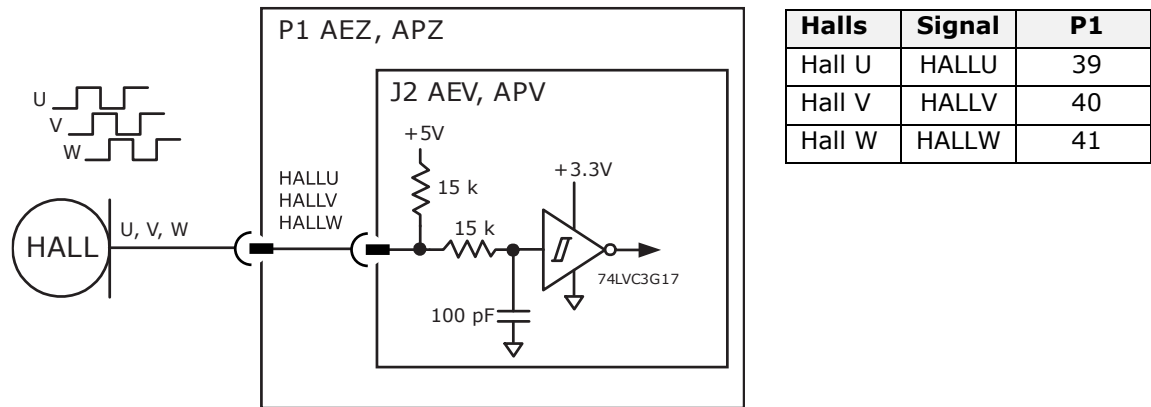 P1 AEZ, APZ
J2 AEV, APV
U
V
W
+5V
+3.3V
HALLU
HALLV
HALLW
15 k
15 k
HALL
U, V, W
74LVC3G17
100 pF
Halls Signal P1
Hall U HALLU 39
Hall V HALLV 40
Hall W HALLW 41